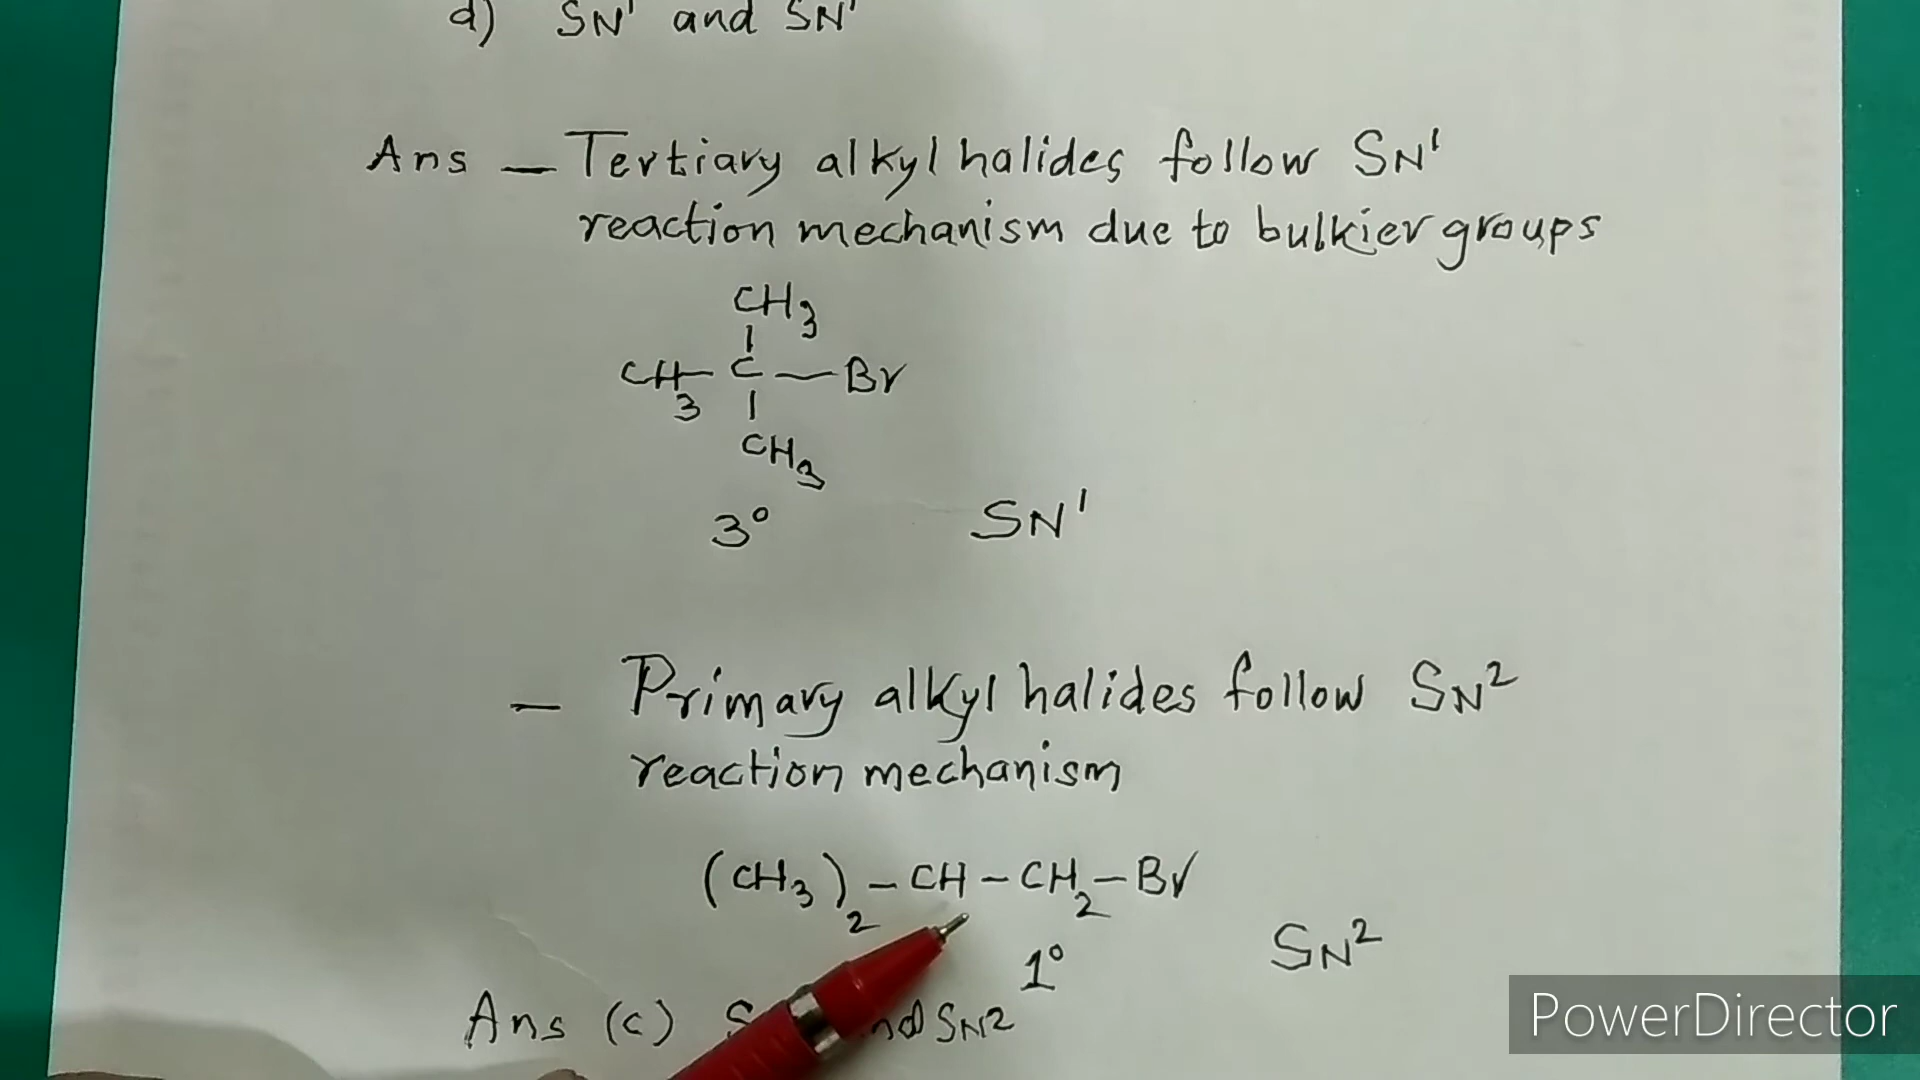 d) SN¹ and SN¹
Ans — Tertiary alkyl halides follow SN¹
reaction mechanism due to bulkier groups
CH₃
CH₃ — C — Br
CH₃
3° SN¹
— Primary alkyl halides follow SN²
reaction mechanism
(CH₃)₂ – CH – CH₂ – Br
1° SN²
Ans (c) SN2
PowerDirector